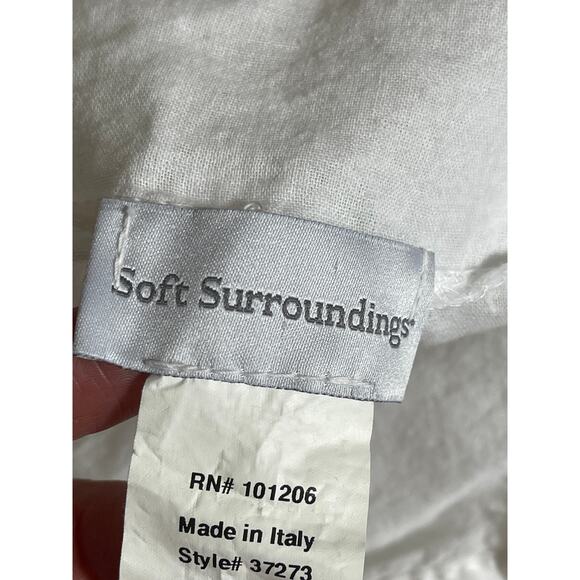 Soft Surroundings
RN# 101206
Made in Italy
Style# 37273